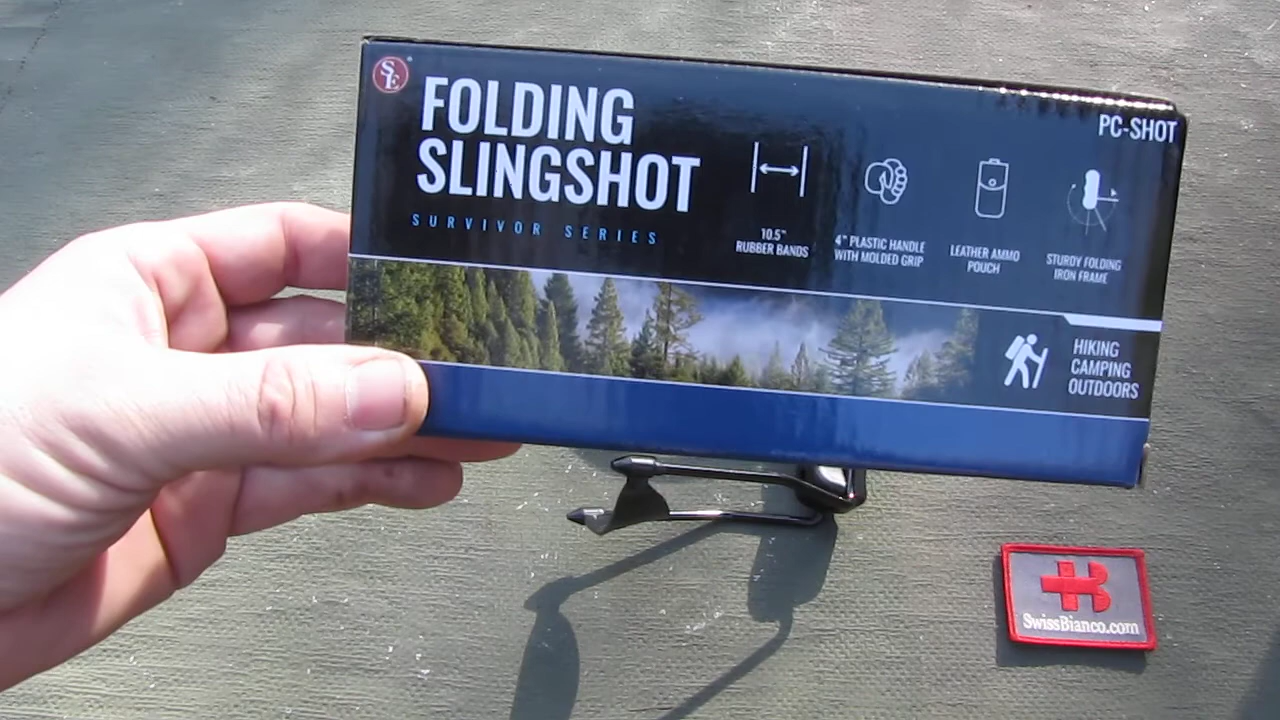 SE
FOLDING
SLINGSHOT
SURVIVOR SERIES
PC-SHOT
10.5"
RUBBER BANDS
4" PLASTIC HANDLE
WITH MOLDED GRIP
LEATHER AMMO
POUCH
STURDY FOLDING
IRON FRAME
HIKING
CAMPING
OUTDOORS
SwissBianco.com